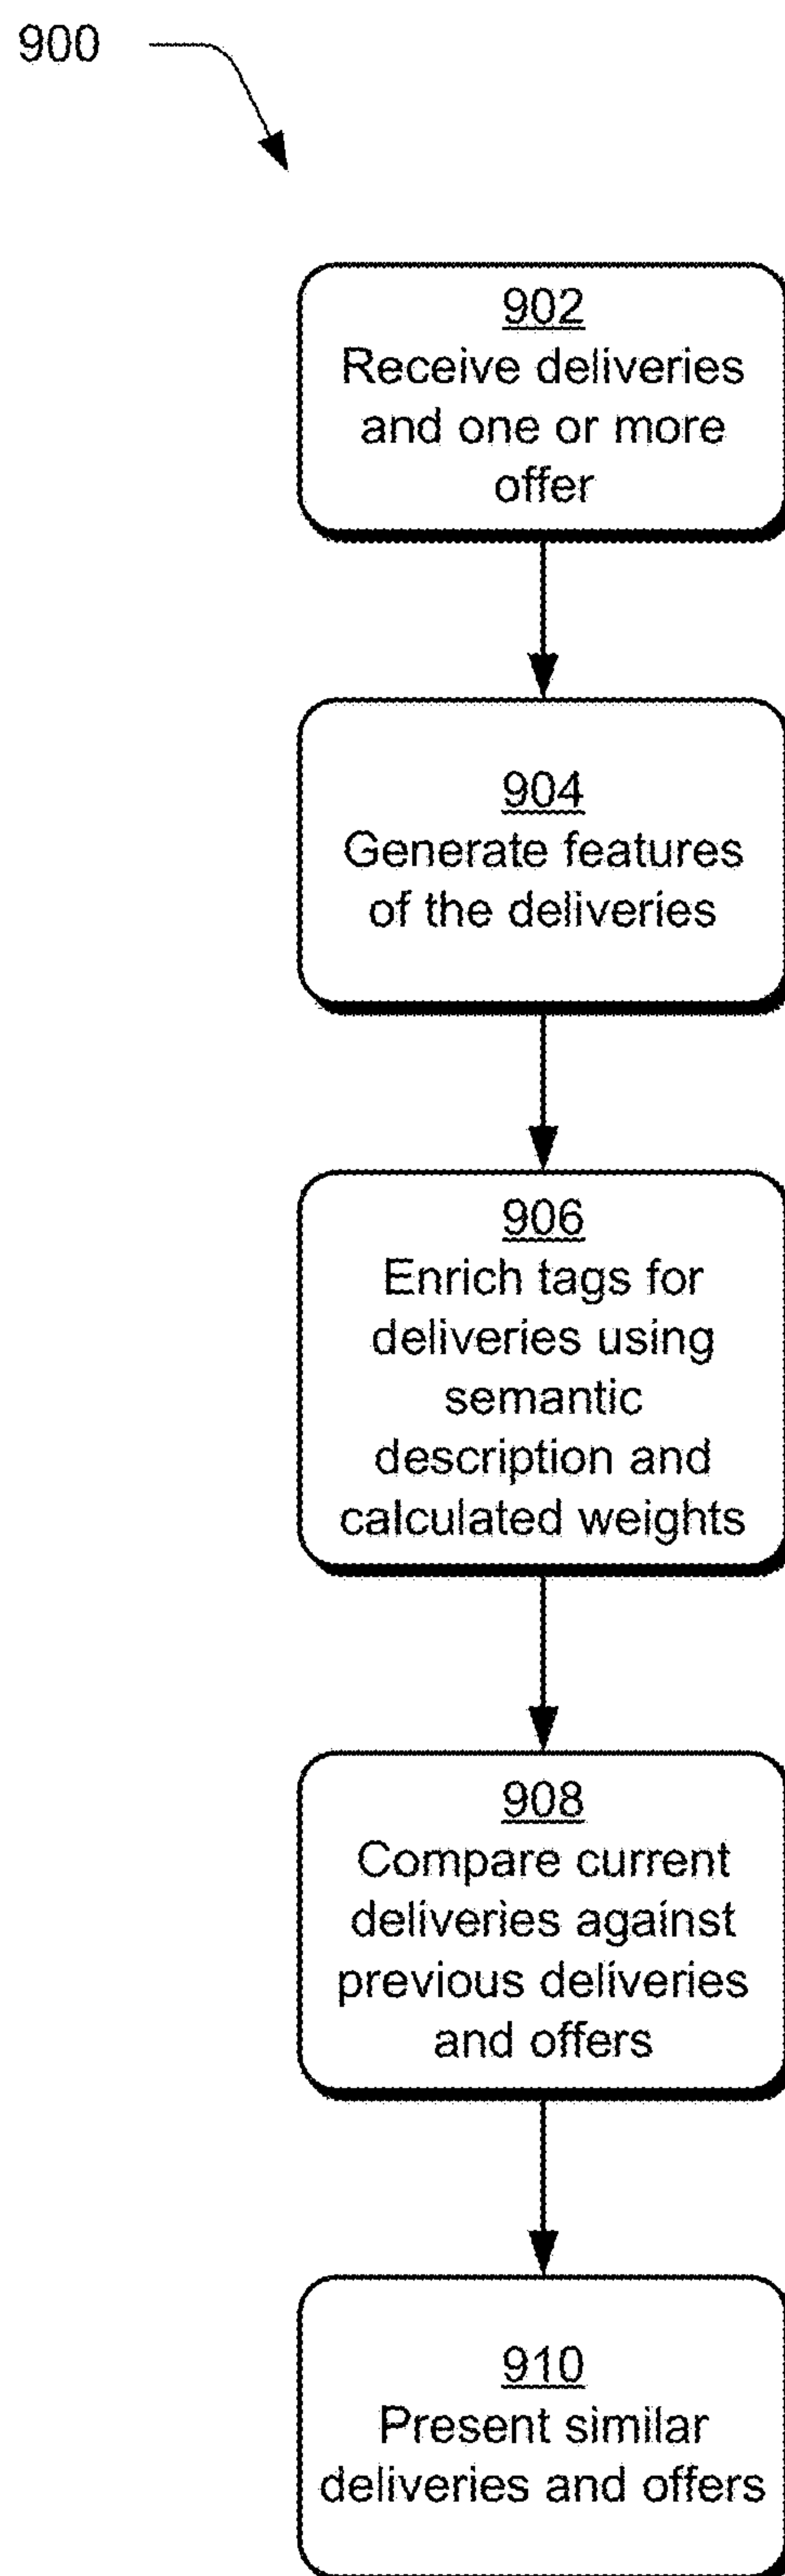 900
902
Receive deliveries
and one or more
offer
904
Generate features
of the deliveries
906
Enrich tags for
deliveries using
semantic
description and
calculated weights
908
Compare current
deliveries against
previous deliveries
and offers
910
Present similar
deliveries and offers